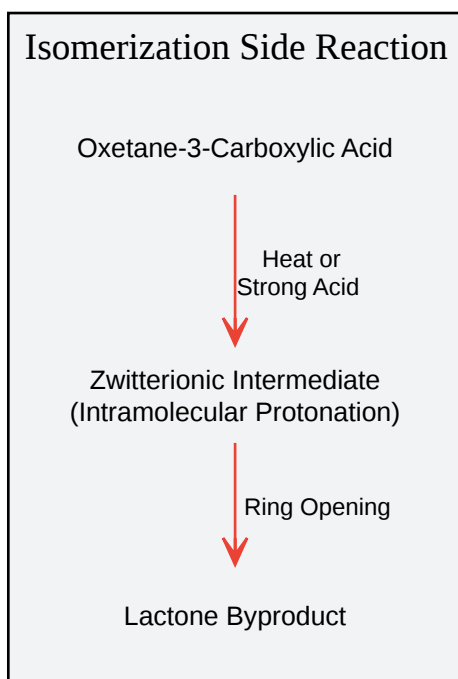 Isomerization Side Reaction
Oxetane-3-Carboxylic Acid
Heat or
Strong Acid
Zwitterionic Intermediate
(Intramolecular Protonation)
Ring Opening
Lactone Byproduct